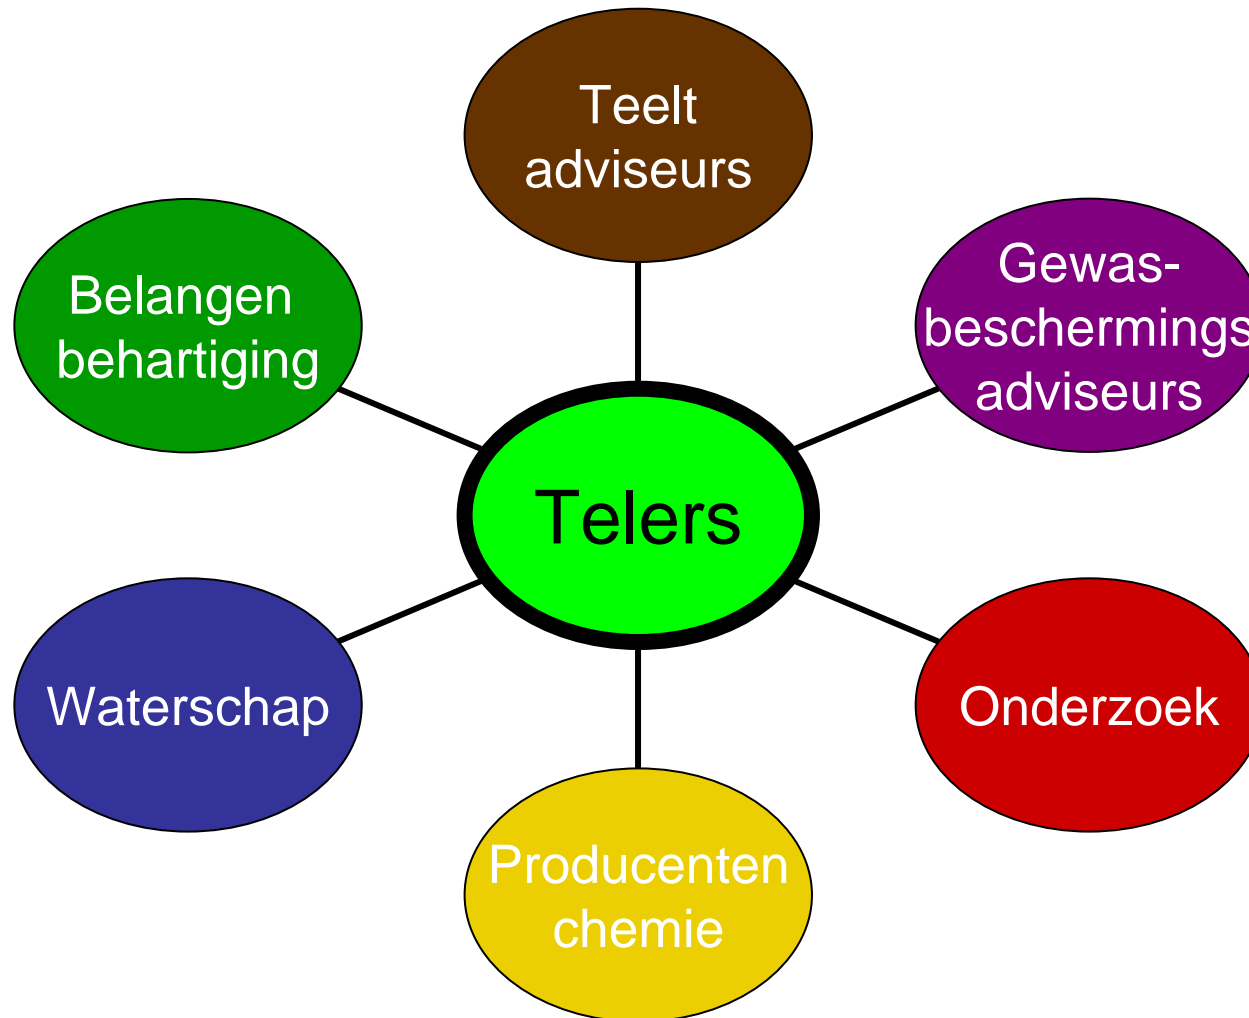 Teelt
adviseurs
Gewas-
beschermings
adviseurs
Belangen
behartiging
Telers
Waterschap
Onderzoek
Producenten
chemie